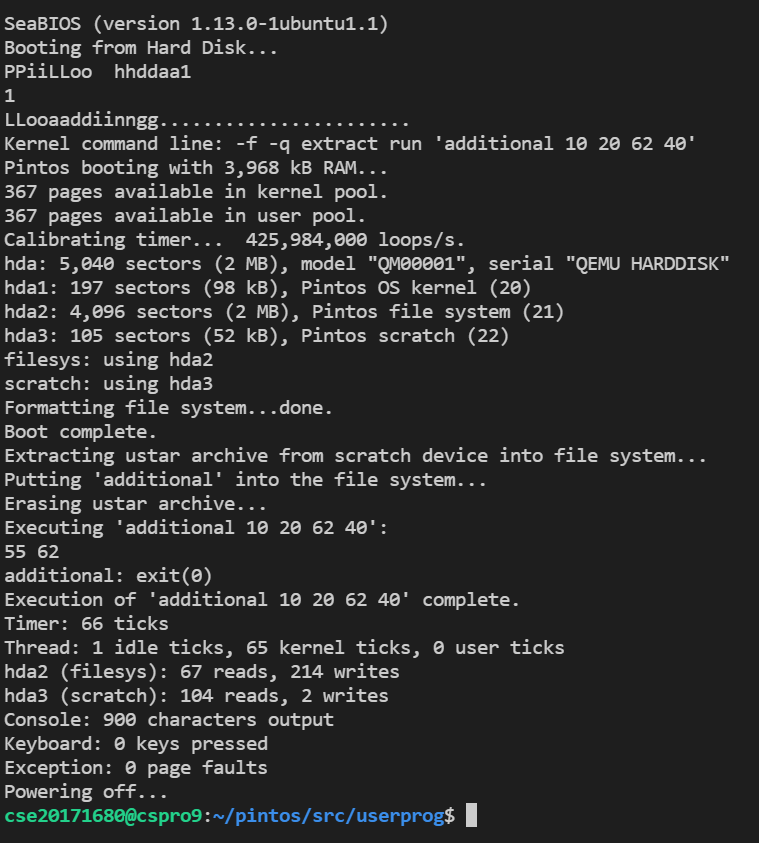 SeaBIOS (version 1.13.0-1ubuntu1.1)
Booting from Hard Disk...
PPiiLLoo  hhddaa1
1
LLooaaddiinngg.......................
Kernel command line: -f -q extract run 'additional 10 20 62 40'
Pintos booting with 3,968 kB RAM...
367 pages available in kernel pool.
367 pages available in user pool.
Calibrating timer...  425,984,000 loops/s.
hda: 5,040 sectors (2 MB), model "QM00001", serial "QEMU HARDDISK"
hda1: 197 sectors (98 kB), Pintos OS kernel (20)
hda2: 4,096 sectors (2 MB), Pintos file system (21)
hda3: 105 sectors (52 kB), Pintos scratch (22)
filesys: using hda2
scratch: using hda3
Formatting file system...done.
Boot complete.
Extracting ustar archive from scratch device into file system...
Putting 'additional' into the file system...
Erasing ustar archive...
Executing 'additional 10 20 62 40':
55 62
additional: exit(0)
Execution of 'additional 10 20 62 40' complete.
Timer: 66 ticks
Thread: 1 idle ticks, 65 kernel ticks, 0 user ticks
hda2 (filesys): 67 reads, 214 writes
hda3 (scratch): 104 reads, 2 writes
Console: 900 characters output
Keyboard: 0 keys pressed
Exception: 0 page faults
Powering off...
cse20171680@cspro9:~/pintos/src/userprog$